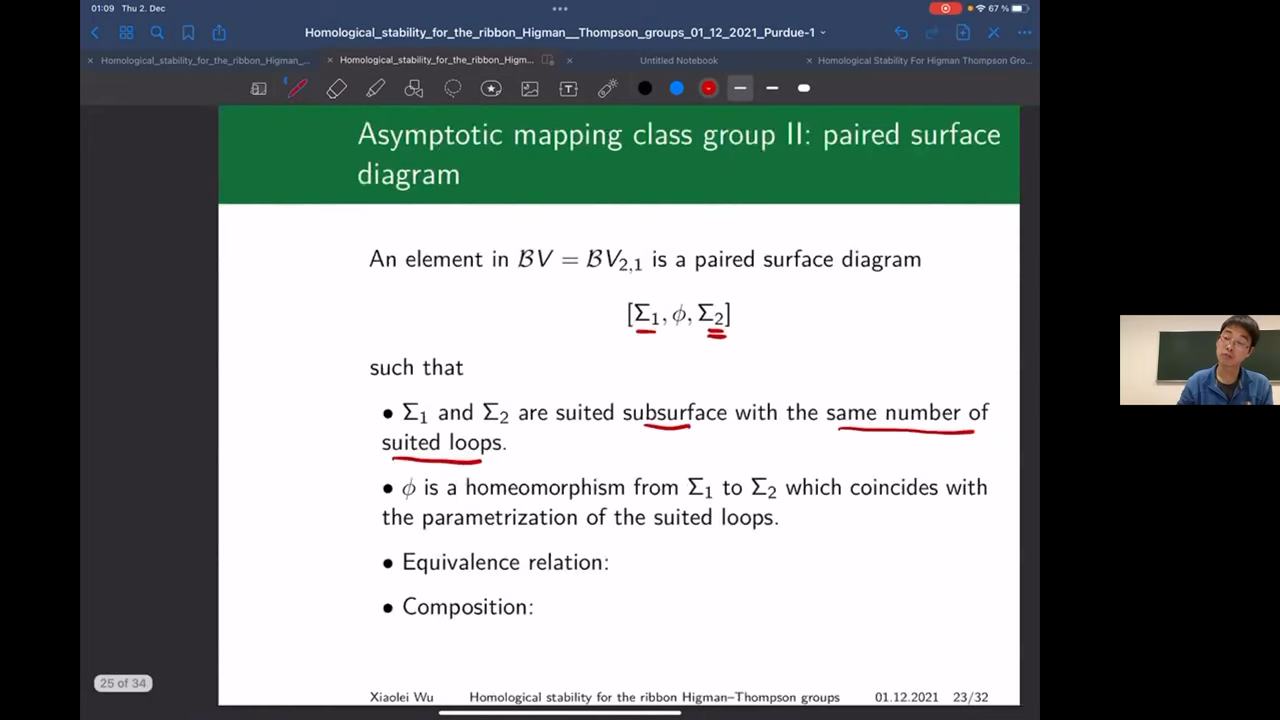 01:09 Thu 2. Dec
67 %
Homological_stability_for_the_ribbon_Higman__Thompson_groups_01_12_2021_Purdue-1
Homological_stability_for_the_ribbon_Higman_...
Homological_stability_for_the_ribbon_Higm...
Untitled Notebook
Homological Stability For Higman Thompson Gro...
Asymptotic mapping class group II: paired surface
diagram
An element in ℬV = ℬV₂,₁ is a paired surface diagram
[Σ₁, ϕ, Σ₂]
such that
• Σ₁ and Σ₂ are suited subsurface with the same number of
suited loops.
• ϕ is a homeomorphism from Σ₁ to Σ₂ which coincides with
the parametrization of the suited loops.
• Equivalence relation:
• Composition:
25 of 34
Xiaolei Wu Homological stability for the ribbon Higman–Thompson groups 01.12.2021 23/32